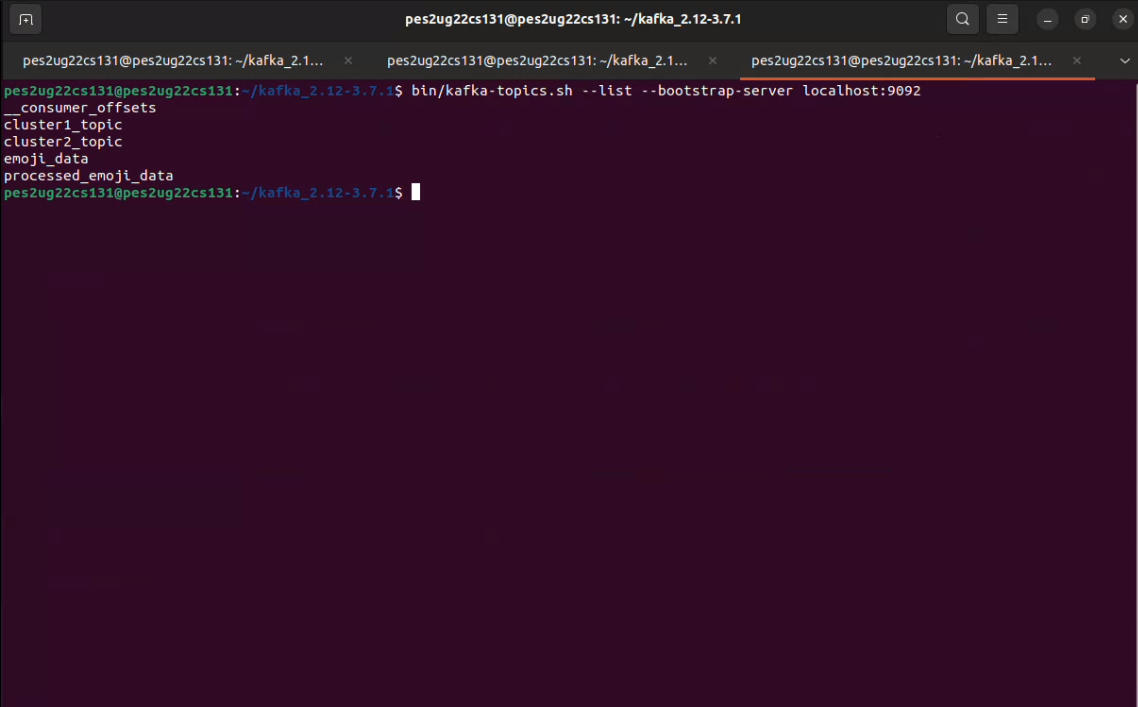 pes2ug22cs131@pes2ug22cs131: ~/kafka_2.12-3.7.1
pes2ug22cs131@pes2ug22cs131: ~/kafka_2.1...
pes2ug22cs131@pes2ug22cs131: ~/kafka_2.1...
pes2ug22cs131@pes2ug22cs131: ~/kafka_2.1...
pes2ug22cs131@pes2ug22cs131:~/kafka_2.12-3.7.1$ bin/kafka-topics.sh --list --bootstrap-server localhost:9092
__consumer_offsets
cluster1_topic
cluster2_topic
emoji_data
processed_emoji_data
pes2ug22cs131@pes2ug22cs131:~/kafka_2.12-3.7.1$